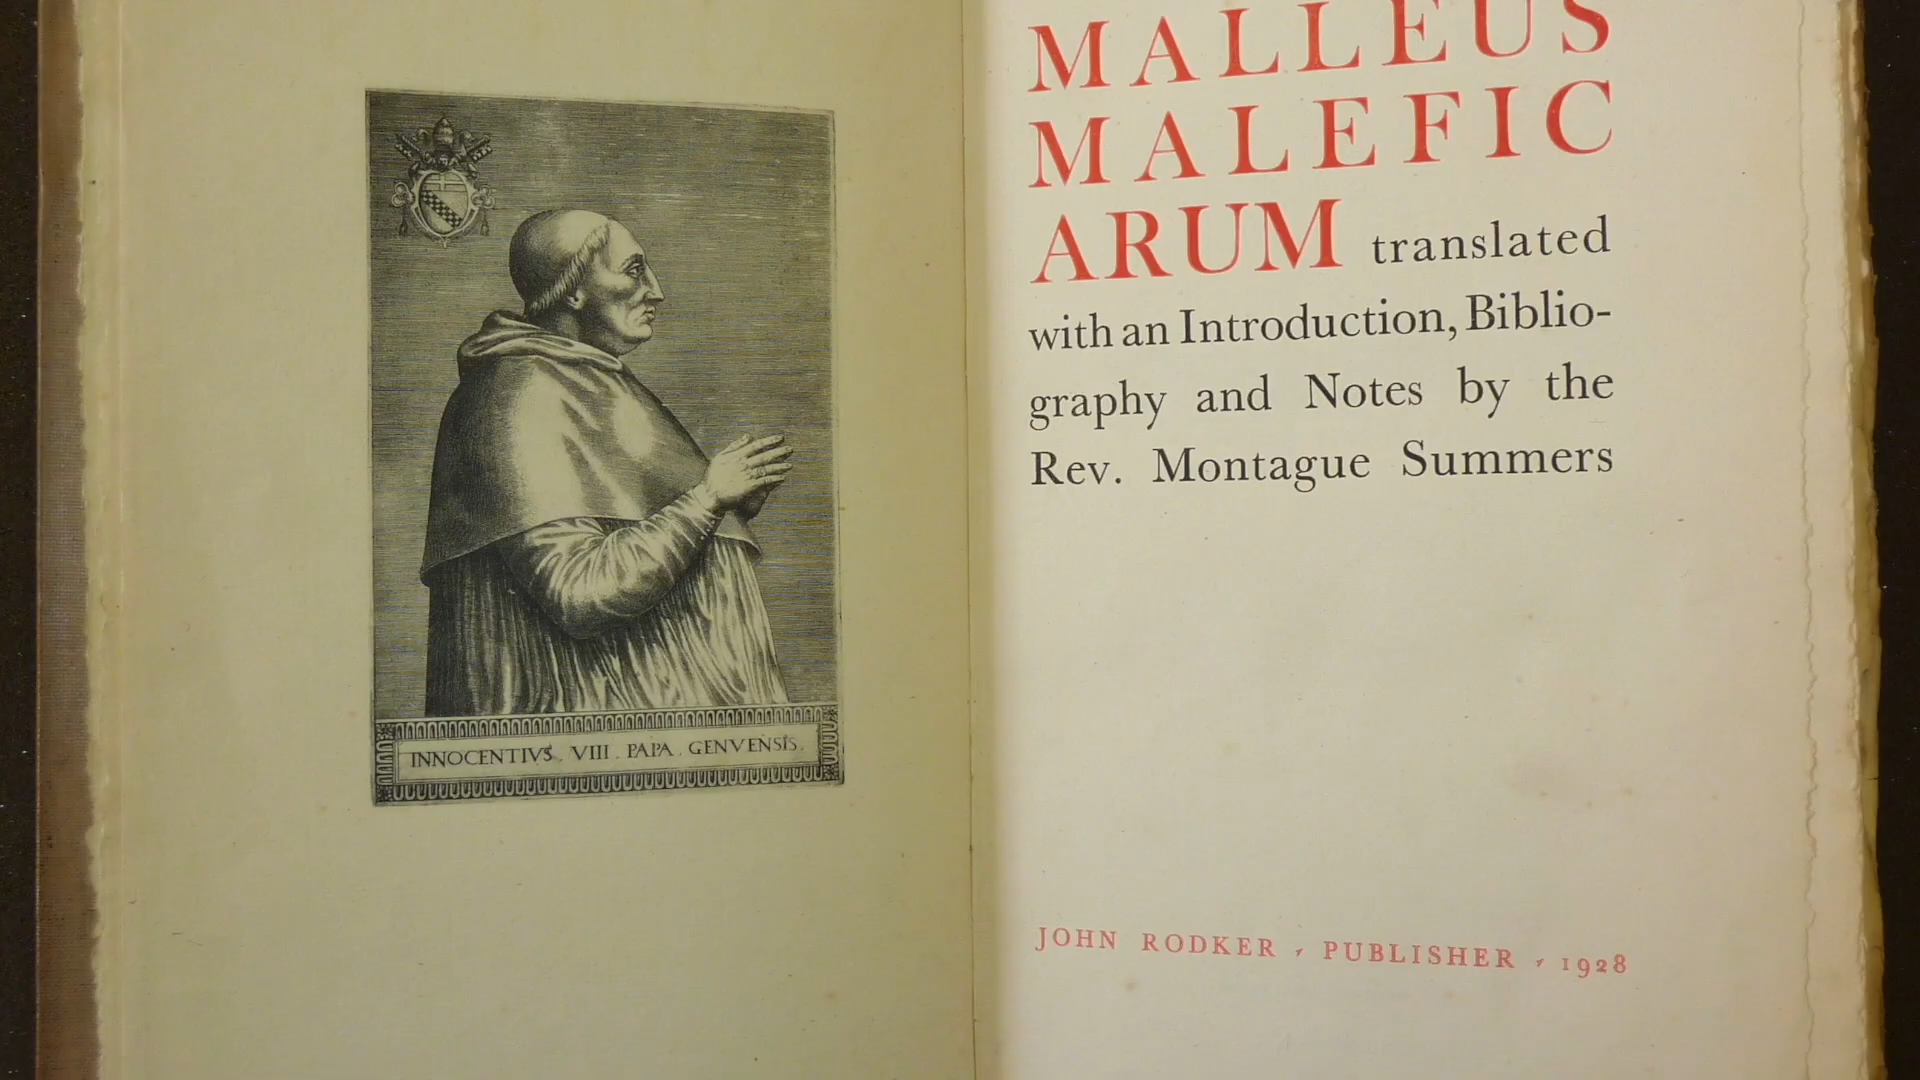 INNOCENTIVS. VIII. PAPA. GENVENSIS.
MALLEUS
MALEFIC
ARUM translated
with an Introduction, Biblio-
graphy and Notes by the
Rev. Montague Summers
JOHN RODKER , PUBLISHER , 1928